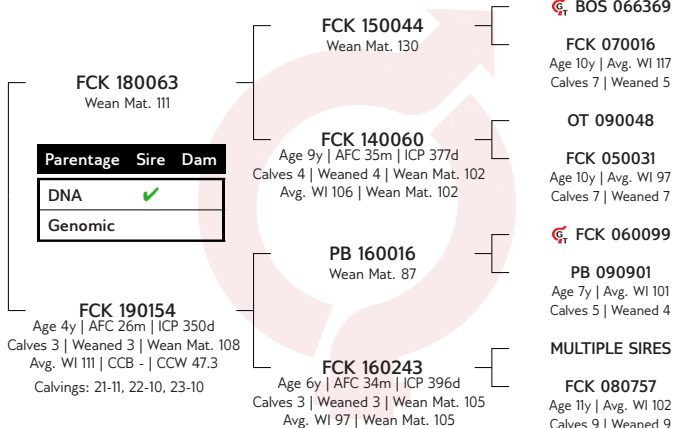 BOS 066369
FCK 150044
Wean Mat. 130
FCK 070016
Age 10y | Avg. WI 117
Calves 7 | Weaned 5
FCK 180063
Wean Mat. 111
OT 090048
FCK 140060
Age 9y | AFC 35m | ICP 377d
Calves 4 | Weaned 4 | Wean Mat. 102
Avg. WI 106 | Wean Mat. 102
FCK 050031
Age 10y | Avg. WI 97
Calves 7 | Weaned 7
Parentage Sire Dam
DNA ✔
Genomic
FCK 060099
PB 160016
Wean Mat. 87
PB 090901
Age 7y | Avg. WI 101
Calves 5 | Weaned 4
FCK 190154
Age 4y | AFC 26m | ICP 350d
Calves 3 | Weaned 3 | Wean Mat. 108
Avg. WI 111 | CCB - | CCW 47.3
Calvings: 21-11, 22-10, 23-10
MULTIPLE SIRES
FCK 160243
Age 6y | AFC 34m | ICP 396d
Calves 3 | Weaned 3 | Wean Mat. 105
Avg. WI 97 | Wean Mat. 105
FCK 080757
Age 11y | Avg. WI 102
Calves 9 | Weaned 9